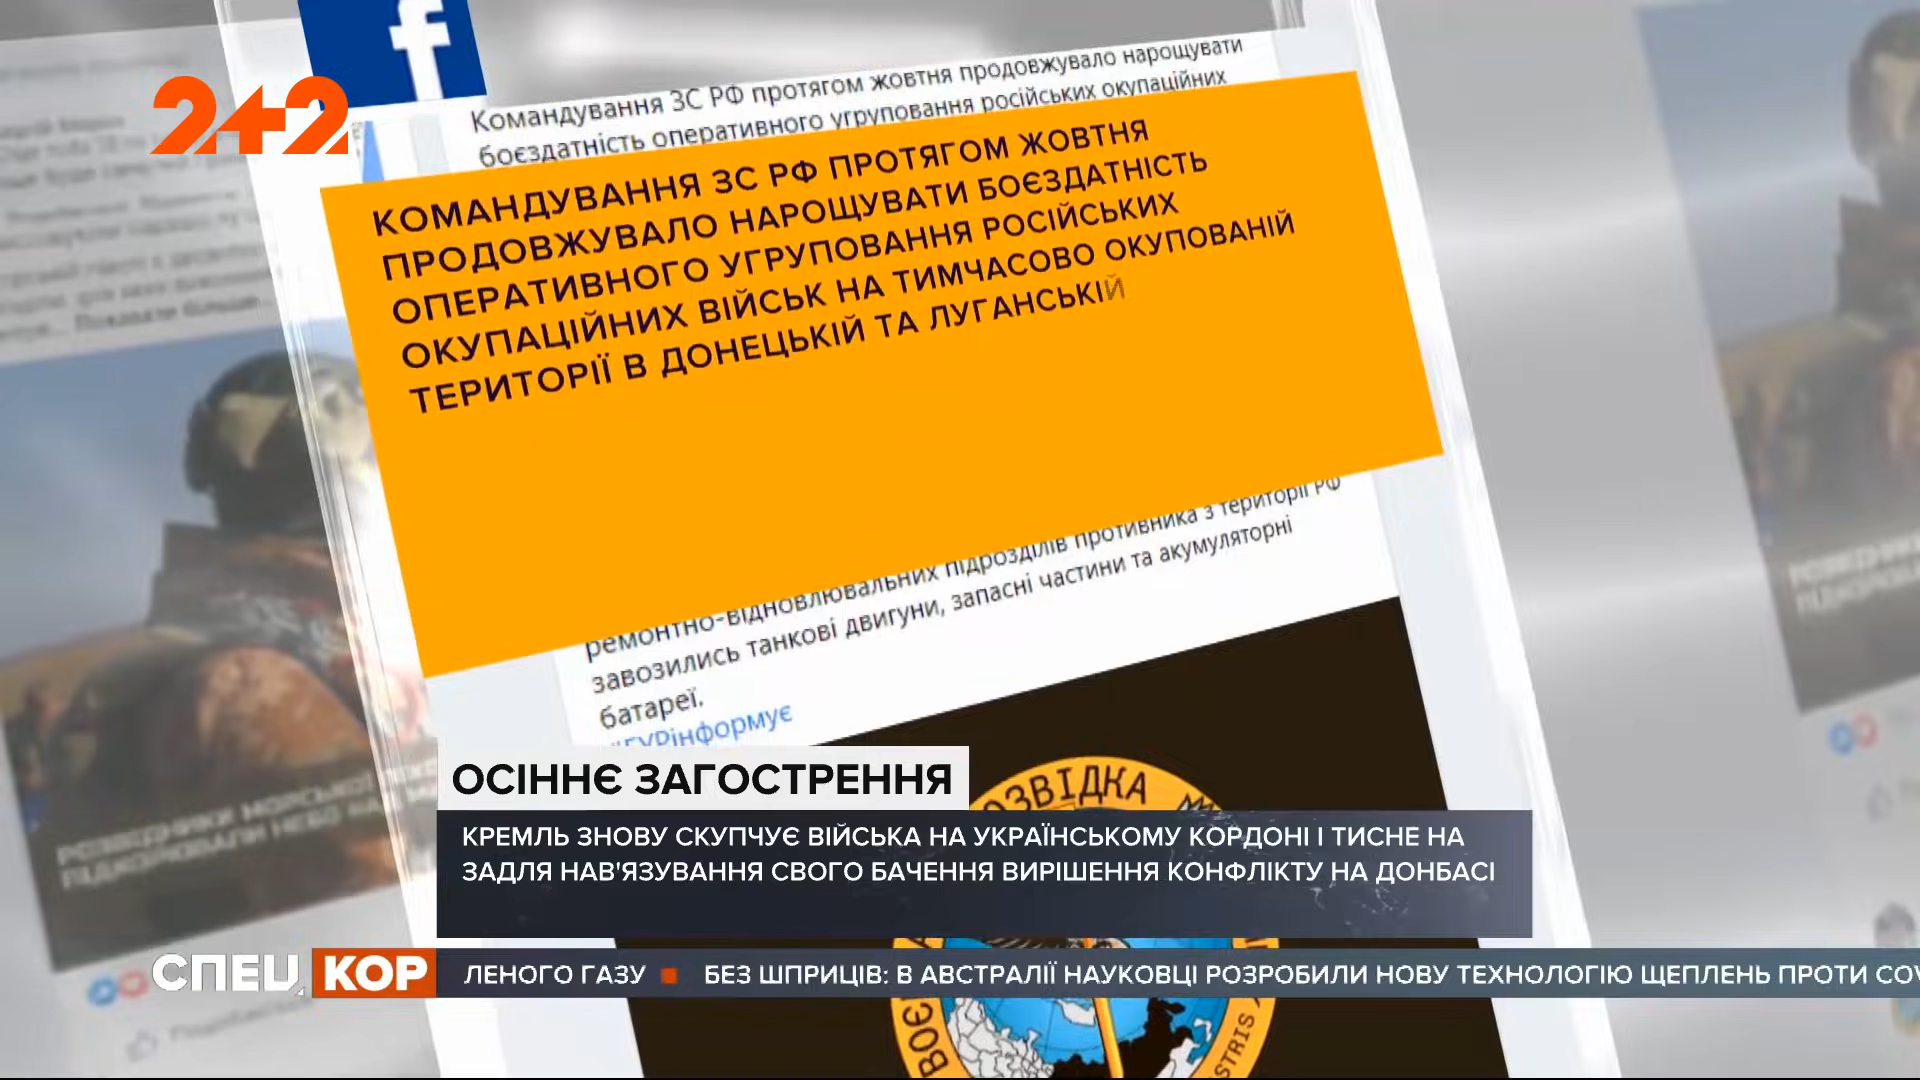 2+2
Командування ЗС РФ протягом жовтня продовжувало нарощувати
боєздатність оперативного угруповання російських окупаційних
КОМАНДУВАННЯ ЗС РФ ПРОТЯГОМ ЖОВТНЯ
ПРОДОВЖУВАЛО НАРОЩУВАТИ БОЄЗДАТНІСТЬ
ОПЕРАТИВНОГО УГРУПОВАННЯ РОСІЙСЬКИХ
ОКУПАЦІЙНИХ ВІЙСЬК НА ТИМЧАСОВО ОКУПОВАНІЙ
ТЕРИТОРІЇ В ДОНЕЦЬКІЙ ТА ЛУГАНСЬКІЙ
ремонтно-відновлювальних підрозділів противника з території РФ
завозились танкові двигуни, запасні частини та акумуляторні
батареї.
#ГУРінформує
ОСІННЄ ЗАГОСТРЕННЯ
КРЕМЛЬ ЗНОВУ СКУПЧУЄ ВІЙСЬКА НА УКРАЇНСЬКОМУ КОРДОНІ І ТИСНЕ НА
ЗАДЛЯ НАВ'ЯЗУВАННЯ СВОГО БАЧЕННЯ ВИРІШЕННЯ КОНФЛІКТУ НА ДОНБАСІ
СПЕЦКОР
ЛЕНОГО ГАЗУ ■ БЕЗ ШПРИЦІВ: В АВСТРАЛІЇ НАУКОВЦІ РОЗРОБИЛИ НОВУ ТЕХНОЛОГІЮ ЩЕПЛЕНЬ ПРОТИ COV